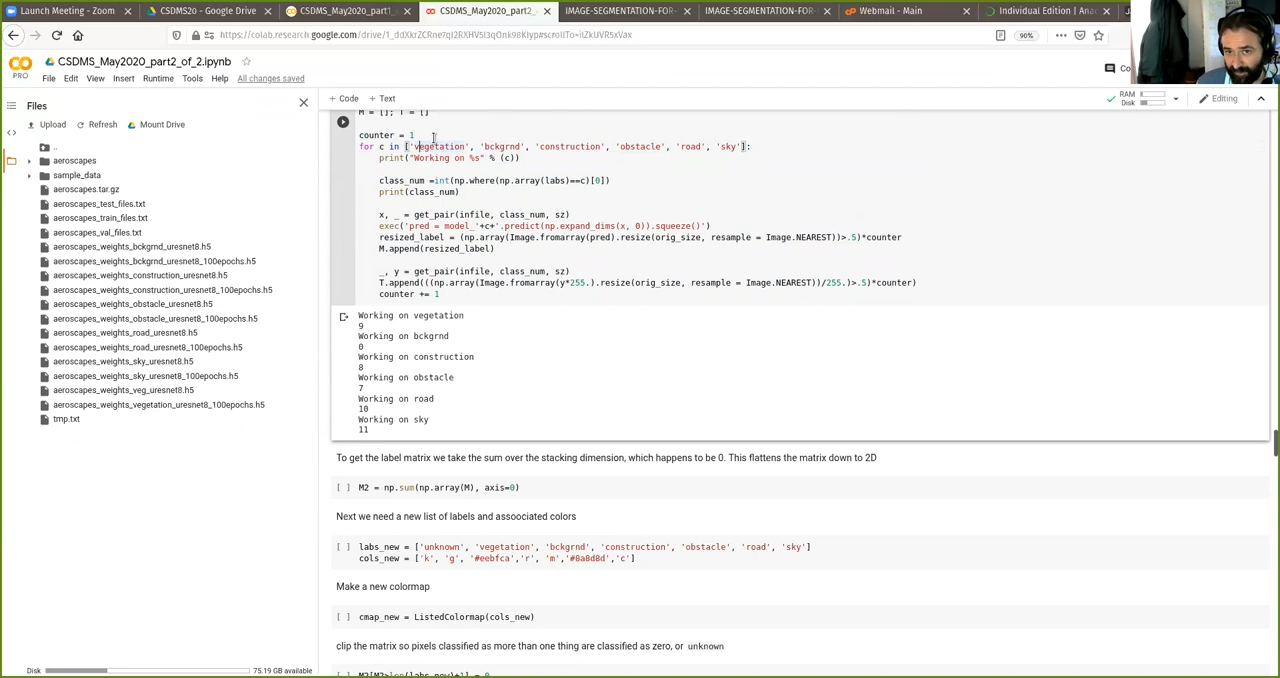 Launch Meeting - Zoom
CSDMS2o - Google Drive
CSDMS_May2020_part1_
CSDMS_May2020_part2_
IMAGE-SEGMENTATION-FOR-
IMAGE-SEGMENTATION-FOR-
Webmail - Main
Individual Edition | Ana
90%
CSDMS_May2020_part2_of_2.ipynb
PRO
File Edit View Insert Runtime Tools Help All changes saved
Files
+ Code + Text
RAM
Disk
Editing
Upload Refresh Mount Drive
..
aeroscapes
sample_data
aeroscapes.tar.gz
aeroscapes_test_files.txt
aeroscapes_train_files.txt
aeroscapes_val_files.txt
aeroscapes_weights_bckgrnd_uresnet8.h5
aeroscapes_weights_bckgrnd_uresnet8_100epochs.h5
aeroscapes_weights_construction_uresnet8.h5
aeroscapes_weights_construction_uresnet8_100epochs.h5
aeroscapes_weights_obstacle_uresnet8.h5
aeroscapes_weights_obstacle_uresnet8_100epochs.h5
aeroscapes_weights_road_uresnet8.h5
aeroscapes_weights_road_uresnet8_100epochs.h5
aeroscapes_weights_sky_uresnet8.h5
aeroscapes_weights_sky_uresnet8_100epochs.h5
aeroscapes_weights_veg_uresnet8.h5
aeroscapes_weights_vegetation_uresnet8_100epochs.h5
tmp.txt
Disk 75.19 GB available
M = []; T = []
counter = 1
for c in ['vegetation', 'bckgrnd', 'construction', 'obstacle', 'road', 'sky']:
print("Working on %s" % (c))
class_num =int(np.where(np.array(labs)==c)[0])
print(class_num)
x, _ = get_pair(infile, class_num, sz)
exec('pred = model_'+c+'.predict(np.expand_dims(x, 0)).squeeze()')
resized_label = (np.array(Image.fromarray(pred).resize(orig_size, resample = Image.NEAREST))>.5)*counter
M.append(resized_label)
_, y = get_pair(infile, class_num, sz)
T.append(((np.array(Image.fromarray(y*255.).resize(orig_size, resample = Image.NEAREST))/255.)>.5)*counter)
counter += 1
Working on vegetation
9
Working on bckgrnd
0
Working on construction
8
Working on obstacle
7
Working on road
10
Working on sky
11
To get the label matrix we take the sum over the stacking dimension, which happens to be 0. This flattens the matrix down to 2D
[ ] M2 = np.sum(np.array(M), axis=0)
Next we need a new list of labels and assoociated colors
[ ] labs_new = ['unknown', 'vegetation', 'bckgrnd', 'construction', 'obstacle', 'road', 'sky']
cols_new = ['k', 'g', '#eebfca','r', 'm','#8a8d8d','c']
Make a new colormap
[ ] cmap_new = ListedColormap(cols_new)
clip the matrix so pixels classified as more than one thing are classified as zero, or unknown
[ ] M2[M2>len(labs_new)+1] = 0